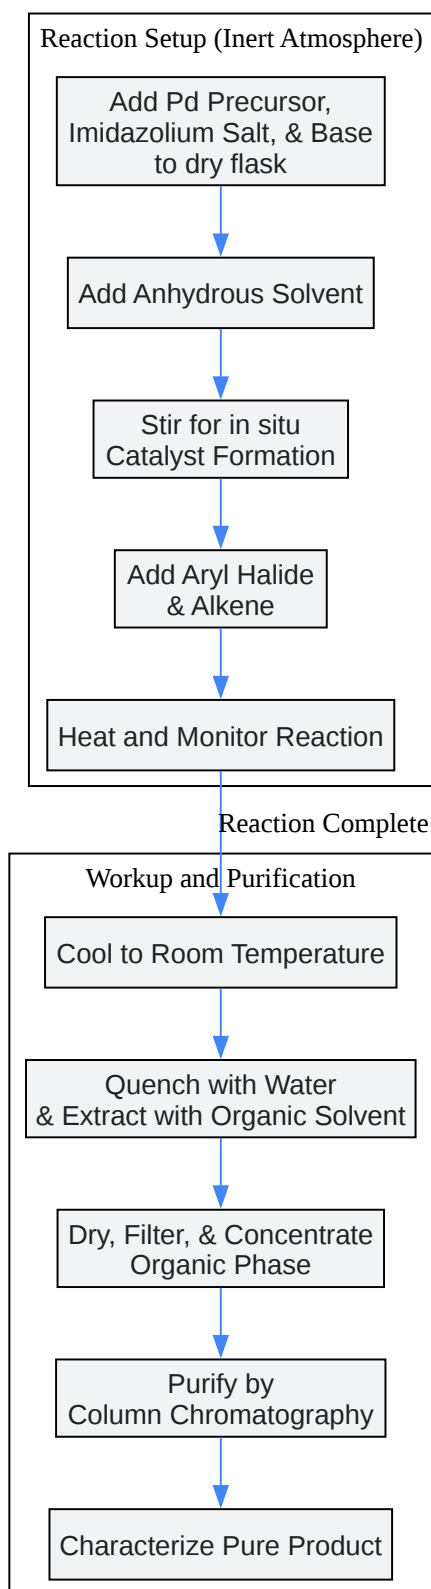 Reaction Setup (Inert Atmosphere)
Add Pd Precursor,
Imidazolium Salt, & Base
to dry flask
Add Anhydrous Solvent
Stir for in situ
Catalyst Formation
Add Aryl Halide
& Alkene
Heat and Monitor Reaction
Reaction Complete
Workup and Purification
Cool to Room Temperature
Quench with Water
& Extract with Organic Solvent
Dry, Filter, & Concentrate
Organic Phase
Purify by
Column Chromatography
Characterize Pure Product